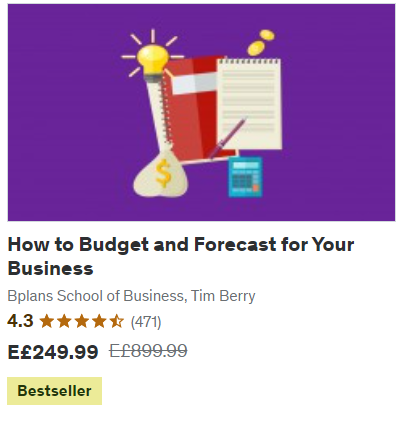 $
How to Budget and Forecast for Your
Business
Bplans School of Business, Tim Berry
4.3 (471)
E£249.99 E£899.99
Bestseller